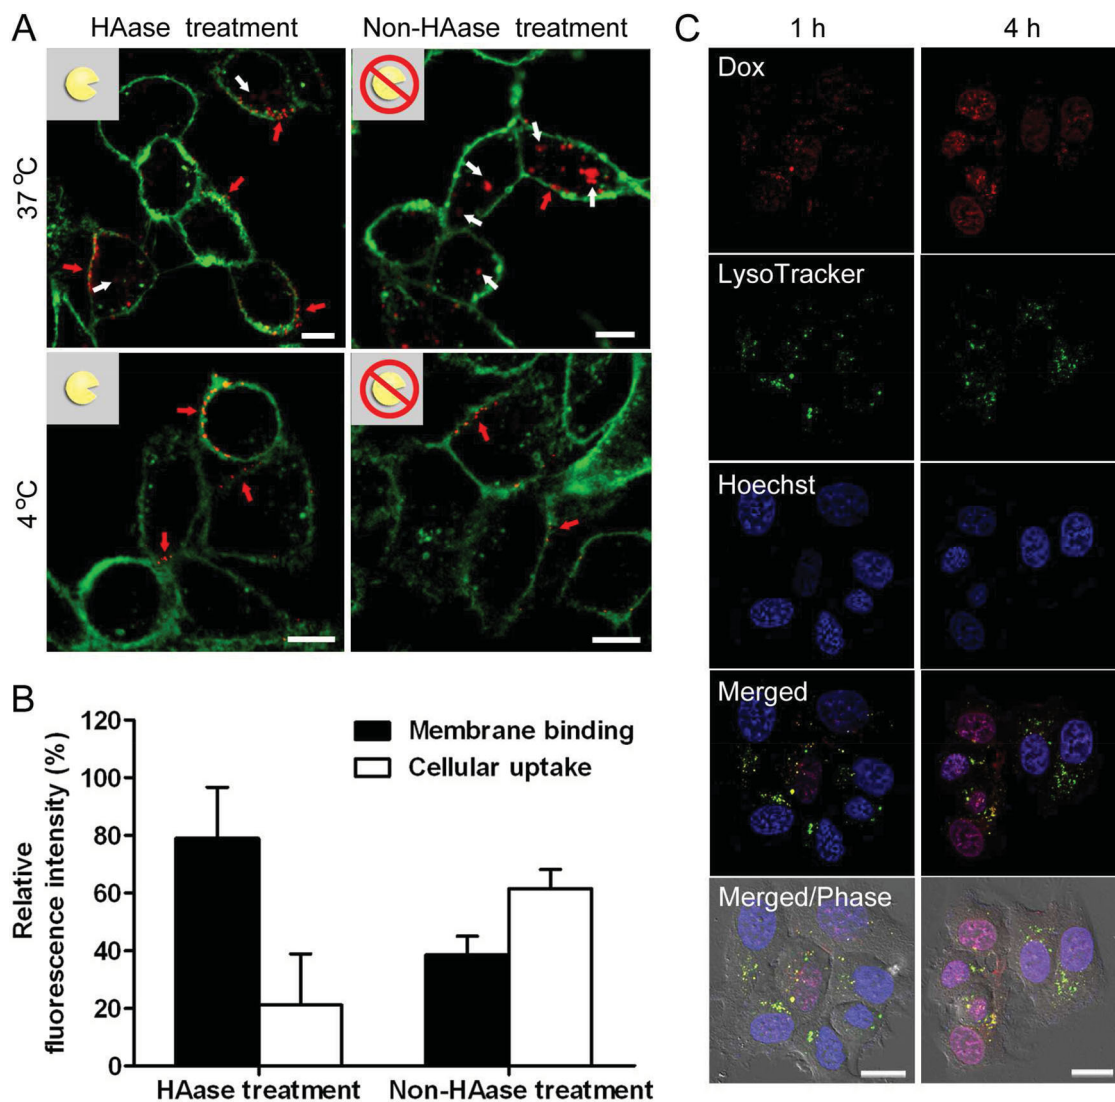 A
HAase treatment
Non-HAase treatment
37 °C
4 °C
B
Relative
fluorescence intensity (%)
120
100
80
60
40
20
0
Membrane binding
Cellular uptake
HAase treatment
Non-HAase treatment
C
1 h
4 h
Dox
LysoTracker
Hoechst
Merged
Merged/Phase